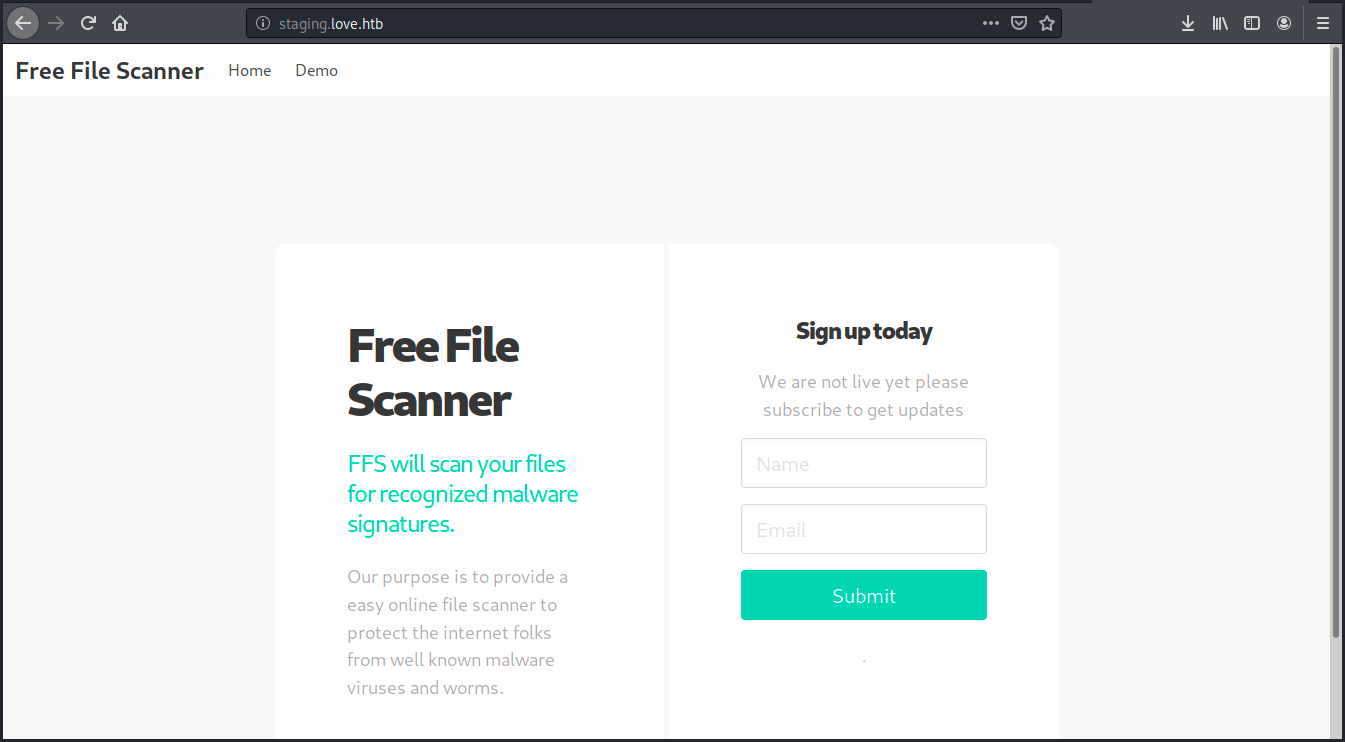 staging.love.htb
Free File Scanner Home Demo
Free File
Scanner
FFS will scan your files
for recognized malware
signatures.
Our purpose is to provide a
easy online file scanner to
protect the internet folks
from well known malware
viruses and worms.
Sign up today
We are not live yet please
subscribe to get updates
Name
Email
Submit
.